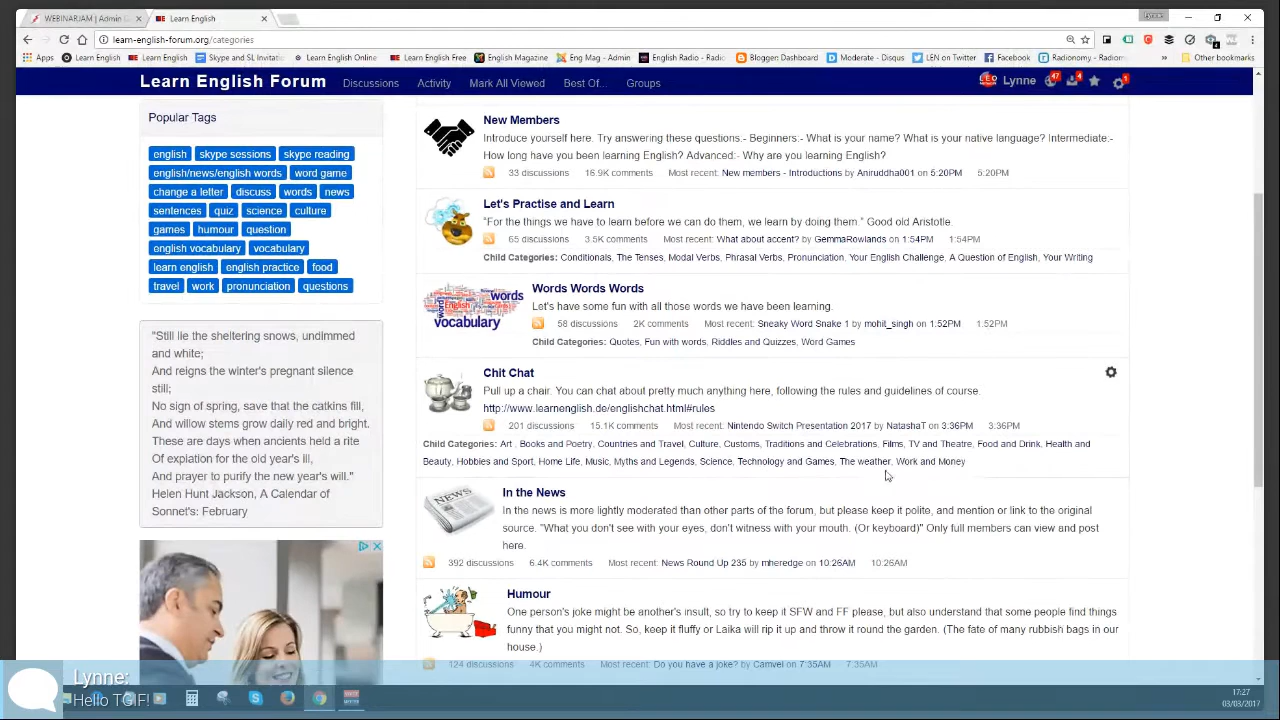 WEBINARJAM | Admin
Learn English
Lynne
learn-english-forum.org/categories
Apps
Learn English
Learn English
Skype and SL Initiati
Learn English Online
Learn English Free
English Magazine
Eng Mag - Admin
English Radio - Radio
Blogger: Dashboard
Moderate - Disqus
LEN on Twitter
Facebook
Radionomy - Radiono
»
Other bookmarks
Learn English Forum
Discussions
Activity
Mark All Viewed
Best Of...
Groups
Lynne
47
4
1
Popular Tags
english
skype sessions
skype reading
english/news/english words
word game
change a letter
discuss
words
news
sentences
quiz
science
culture
games
humour
question
english vocabulary
vocabulary
learn english
english practice
food
travel
work
pronunciation
questions
"Still lie the sheltering snows, undimmed
and white;
And reigns the winter's pregnant silence
still;
No sign of spring, save that the catkins fill,
And willow stems grow daily red and bright.
These are days when ancients held a rite
Of expiation for the old year's ill,
And prayer to purify the new year's will."
Helen Hunt Jackson, A Calendar of
Sonnet's: February
New Members
Introduce yourself here. Try answering these questions.- Beginners:- What is your name? What is your native language? Intermediate:-
How long have you been learning English? Advanced:- Why are you learning English?
33 discussions 16.9K comments Most recent: New members - Introductions by Aniruddha001 on 5:20PM 5:20PM
Let's Practise and Learn
"For the things we have to learn before we can do them, we learn by doing them." Good old Aristotle.
65 discussions 3.5K comments Most recent: What about accent? by GemmaRowlands on 1:54PM 1:54PM
Child Categories: Conditionals, The Tenses, Modal Verbs, Phrasal Verbs, Pronunciation, Your English Challenge, A Question of English, Your Writing
words
English
vocabulary
Words Words Words
Let's have some fun with all those words we have been learning.
58 discussions 2K comments Most recent: Sneaky Word Snake 1 by mohit_singh on 1:52PM 1:52PM
Child Categories: Quotes, Fun with words, Riddles and Quizzes, Word Games
Chit Chat
Pull up a chair. You can chat about pretty much anything here, following the rules and guidelines of course.
http://www.learnenglish.de/englishchat.html#rules
201 discussions 15.1K comments Most recent: Nintendo Switch Presentation 2017 by NatashaT on 3:36PM 3:36PM
Child Categories: Art , Books and Poetry, Countries and Travel, Culture, Customs, Traditions and Celebrations, Films, TV and Theatre, Food and Drink, Health and
Beauty, Hobbies and Sport, Home Life, Music, Myths and Legends, Science, Technology and Games, The weather, Work and Money
NEWS
In the News
In the news is more lightly moderated than other parts of the forum, but please keep it polite, and mention or link to the original
source. "What you don't see with your eyes, don't witness with your mouth. (Or keyboard)" Only full members can view and post
here.
392 discussions 6.4K comments Most recent: News Round Up 235 by mheredge on 10:26AM 10:26AM
Humour
One person's joke might be another's insult, so try to keep it SFW and FF please, but also understand that some people find things
funny that you might not. So, keep it fluffy or Laika will rip it up and throw it round the garden. (The fate of many rubbish bags in our
house.)
124 discussions 4K comments Most recent: Do you have a joke? by Camvei on 7:35AM 7:35AM
Lynne:
Hello TGIF!
17:27
03/03/2017